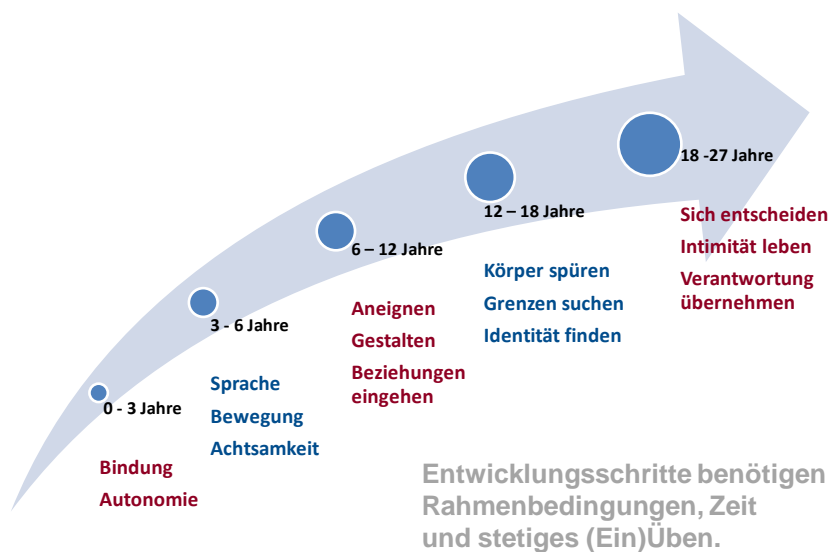 0 - 3 Jahre
Bindung
Autonomie
3 - 6 Jahre
Sprache
Bewegung
Achtsamkeit
6 – 12 Jahre
Aneignen
Gestalten
Beziehungen
eingehen
12 – 18 Jahre
Körper spüren
Grenzen suchen
Identität finden
18 -27 Jahre
Sich entscheiden
Intimität leben
Verantwortung
übernehmen
Entwicklungsschritte benötigen
Rahmenbedingungen, Zeit
und stetiges (Ein)Üben.